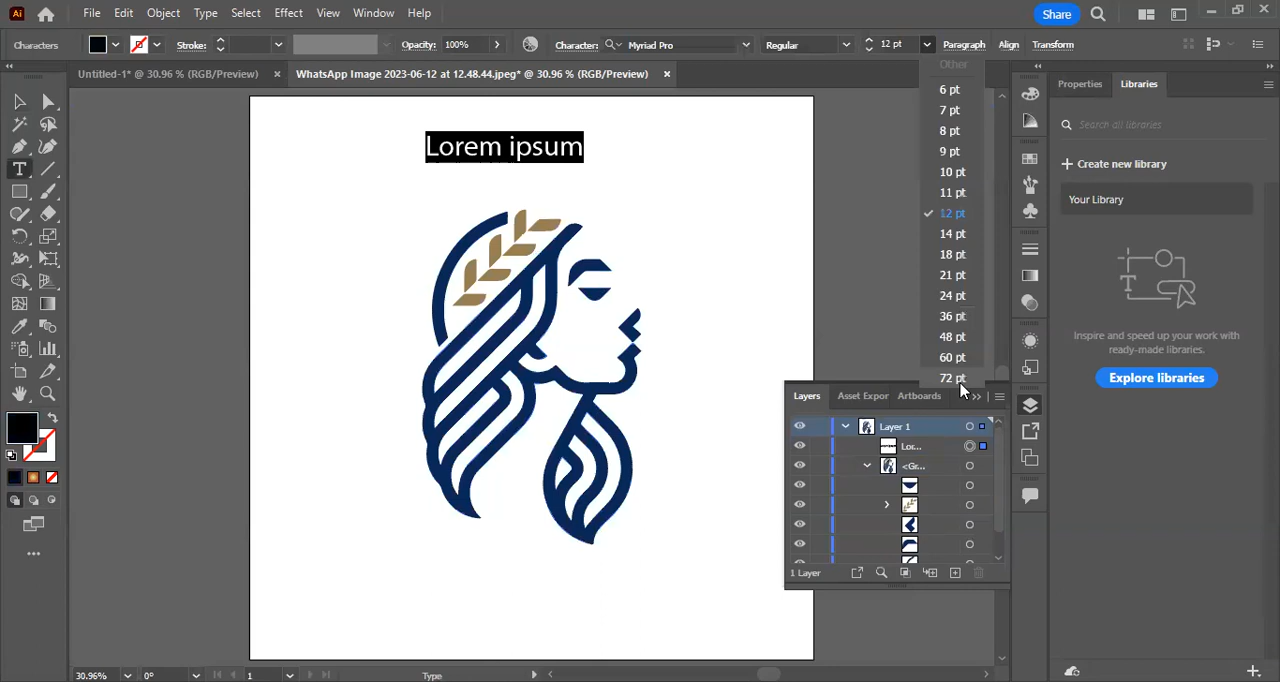 Ai File Edit Object Type Select Effect View Window Help Share
Characters Stroke: Opacity: 100% Character: Myriad Pro Regular 12 pt Paragraph Align Transform
Untitled-1* @ 30.96 % (RGB/Preview) × WhatsApp Image 2023-06-12 at 12.48.44.jpeg* @ 30.96 % (RGB/Preview) ×
Other
6 pt
7 pt
8 pt
9 pt
10 pt
11 pt
12 pt
14 pt
18 pt
21 pt
24 pt
36 pt
48 pt
60 pt
72 pt
Lorem ipsum
Properties Libraries
Search all libraries
Create new library
Your Library
Inspire and speed up your work with
ready-made libraries.
Explore libraries
Layers Asset Expor Artboards
Layer 1
Lor...
<Gr...
1 Layer
30.96% 0° 1 Type